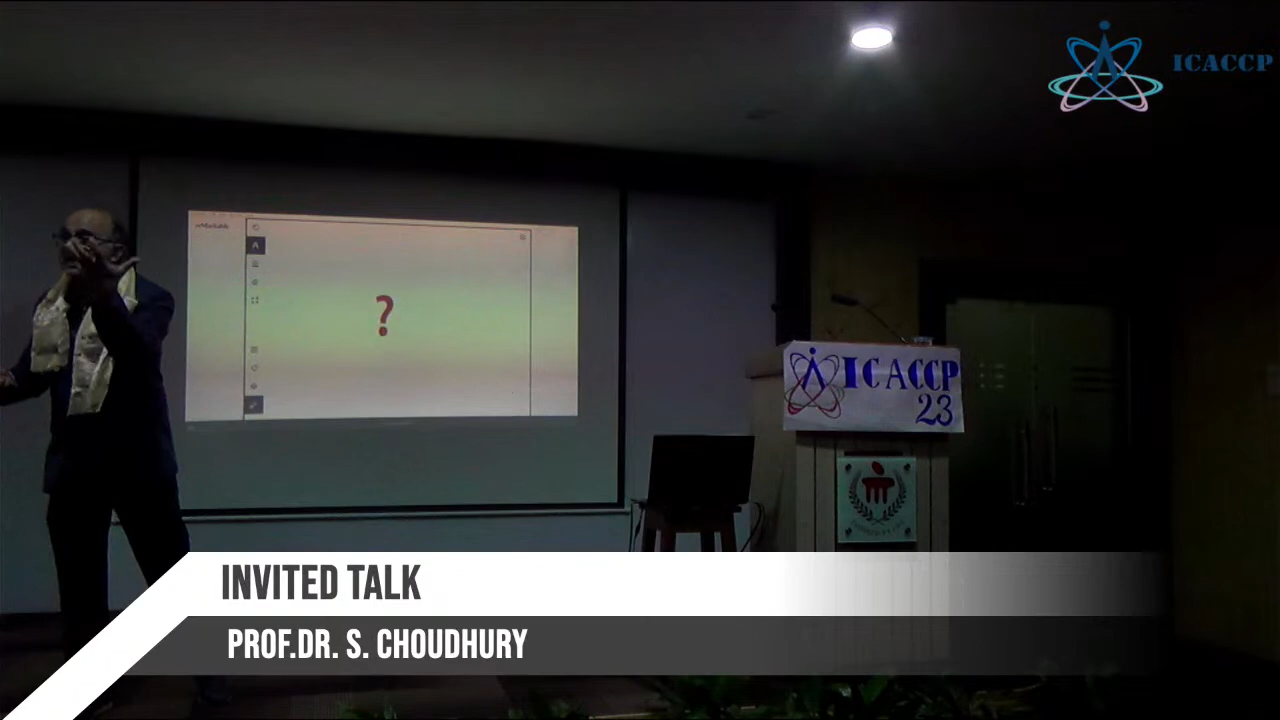 ICACCP
?
ICACCP
23
INVITED TALK
PROF.DR. S. CHOUDHURY